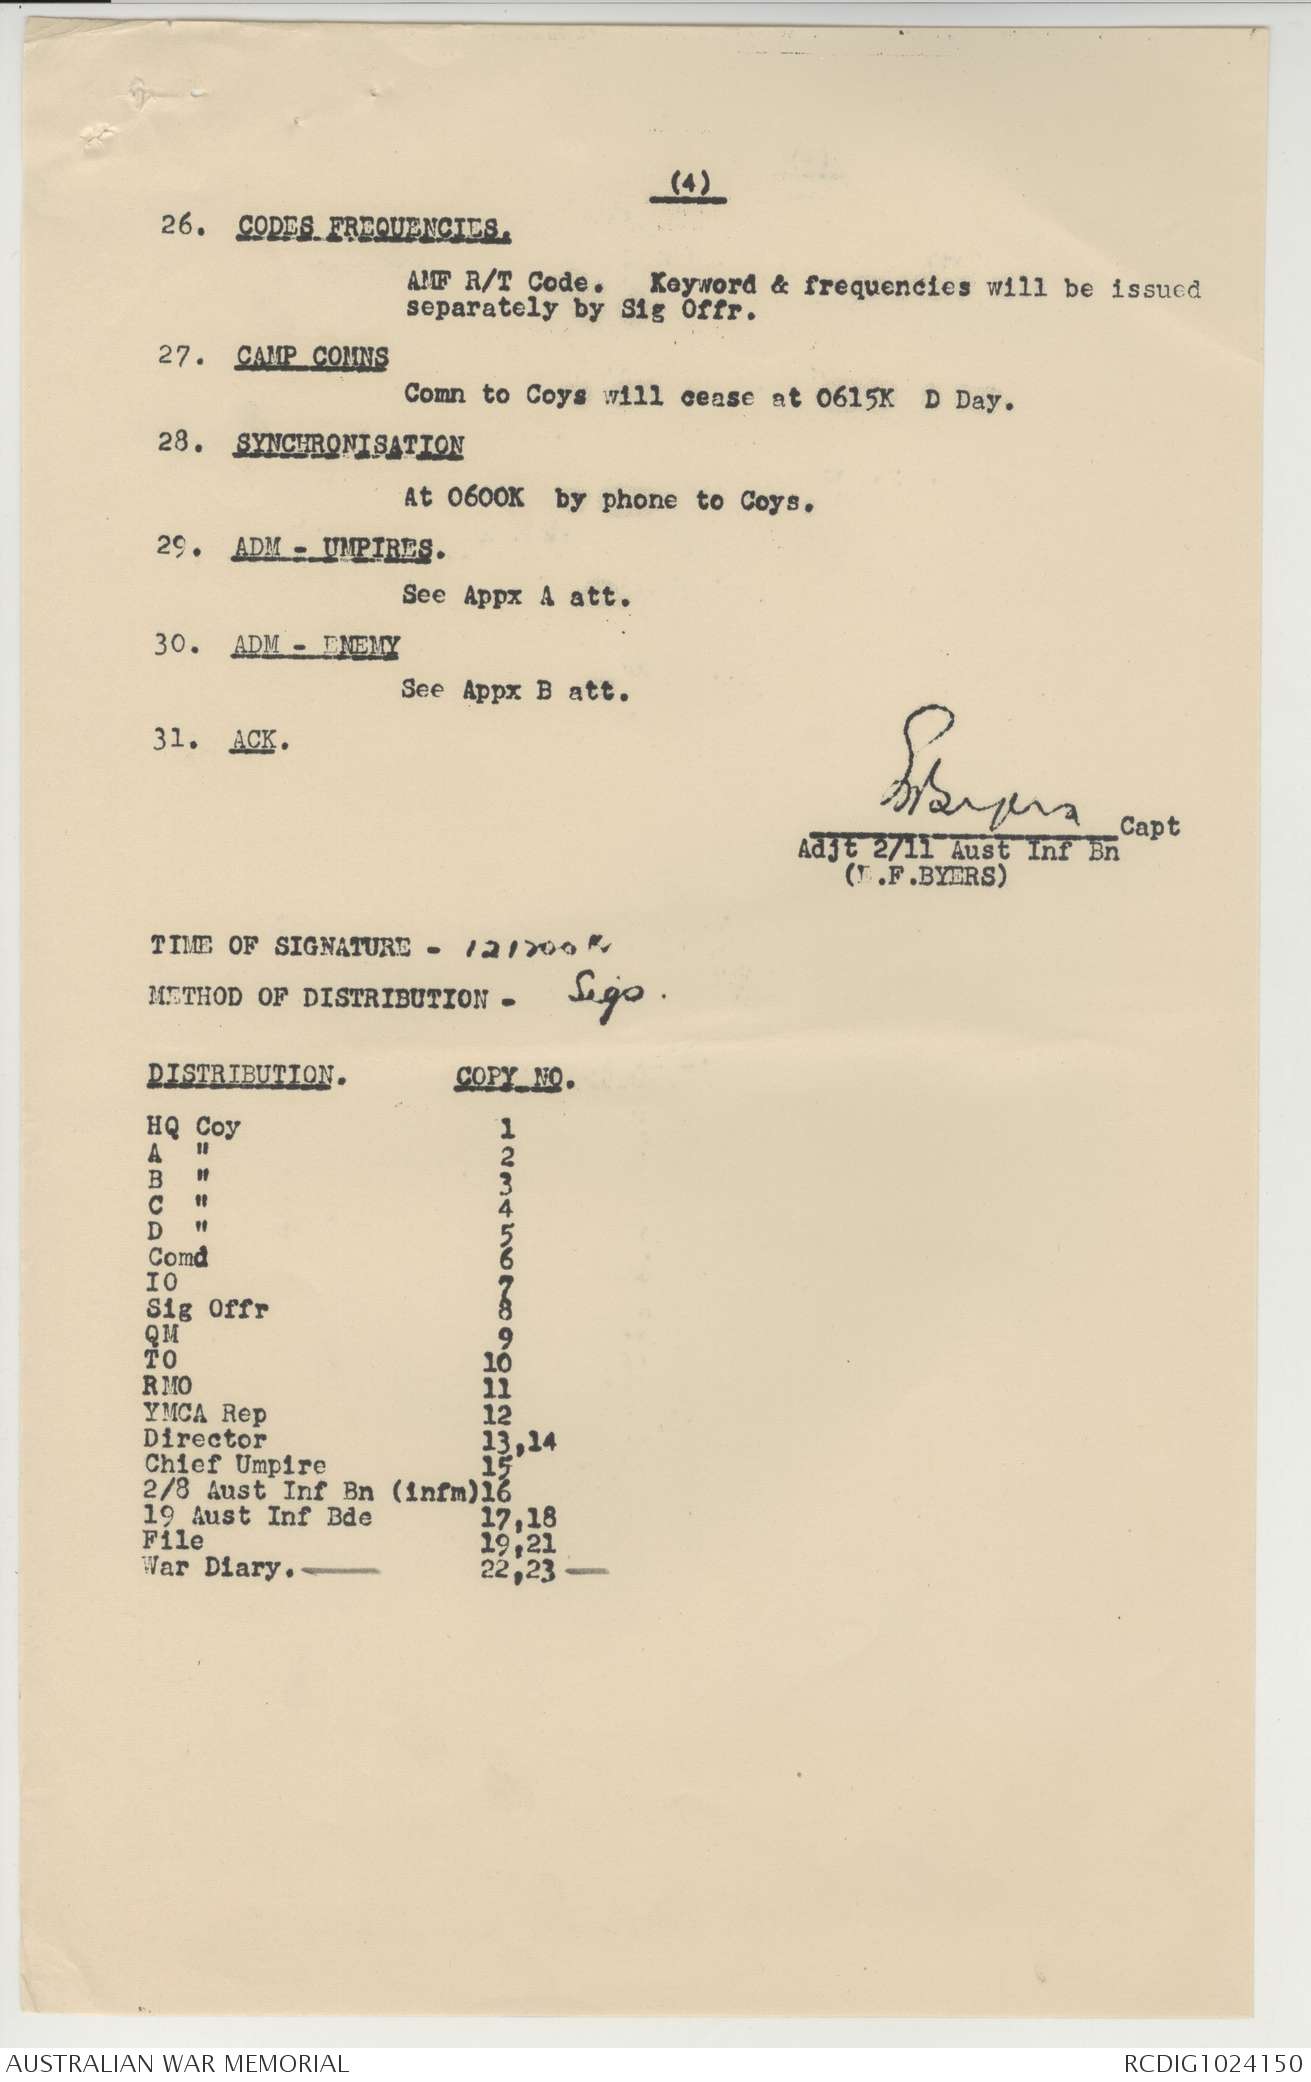 (4)
26. CODES FREQUENCIES.
AMF R/T Code. Keyword & frequencies will be issued
separately by Sig Offr.
27. CAMP COMNS
Comn to Coys will cease at 0615K D Day.
28. SYNCHRONISATION
At 0600K by phone to Coys.
29. ADM - UMPIRES.
See Appx A att.
30. ADM - ENEMY
See Appx B att.
31. ACK.
Byers Capt
Adjt 2/11 Aust Inf Bn
( .F.BYERS)
TIME OF SIGNATURE - 121200K
METHOD OF DISTRIBUTION - Sigs.
DISTRIBUTION. COPY NO.
HQ Coy 1
A " 2
B " 3
C " 4
D " 5
Comd 6
IO 7
Sig Offr 8
QM 9
TO 10
RMO 11
YMCA Rep 12
Director 13,14
Chief Umpire 15
2/8 Aust Inf Bn (infm)16
19 Aust Inf Bde 17,18
File 19,21
War Diary. 22,23
AUSTRALIAN WAR MEMORIAL RCDIG1024150